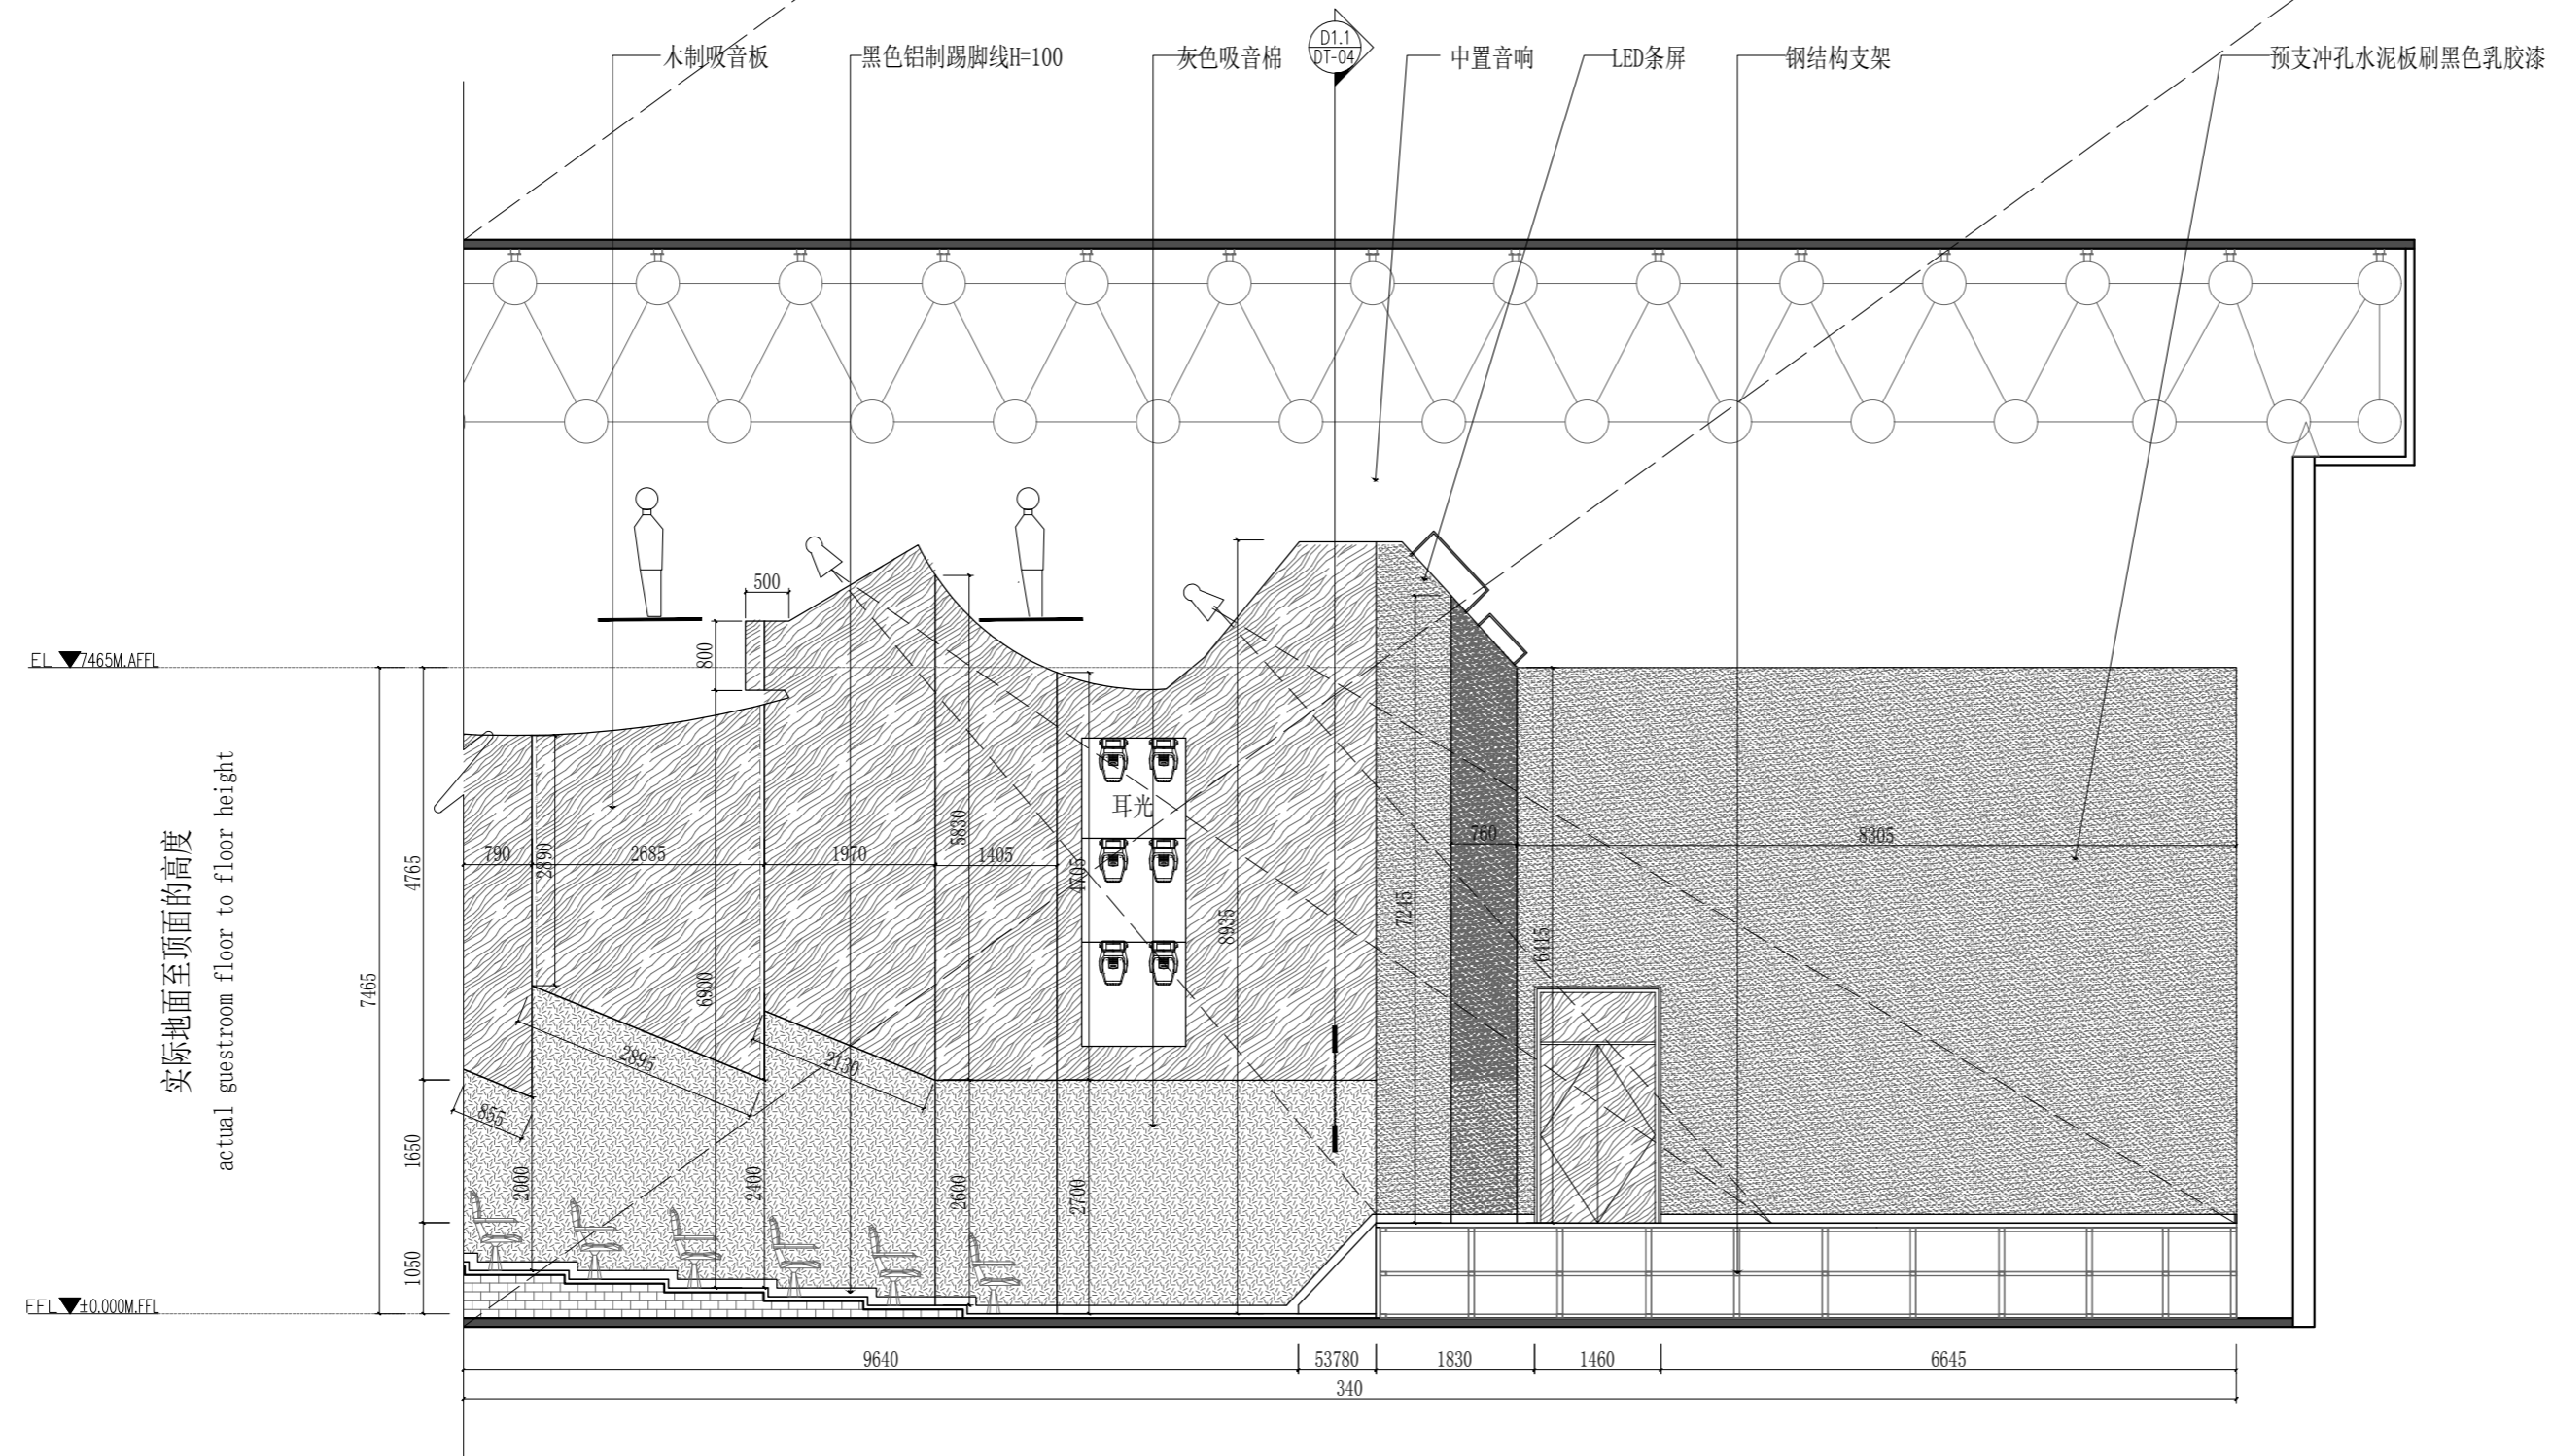 D1.1
DT-04
木制吸音板
黑色铝制踢脚线H=100
灰色吸音棉
中置音响
LED条屏
钢结构支架
预支冲孔水泥板刷黑色乳胶漆
500
800
EL
7465M.AFFL
实际地面至顶面的高度
actual guestroom floor to floor height
7465
4765
1650
1050
790
2890
2685
1970
5830
1405
4705
耳光
8935
7245
760
6415
8305
6900
2895
2130
855
2000
2400
2600
2700
FFL
±0.000M.FFL
9640
53780
1830
1460
6645
340